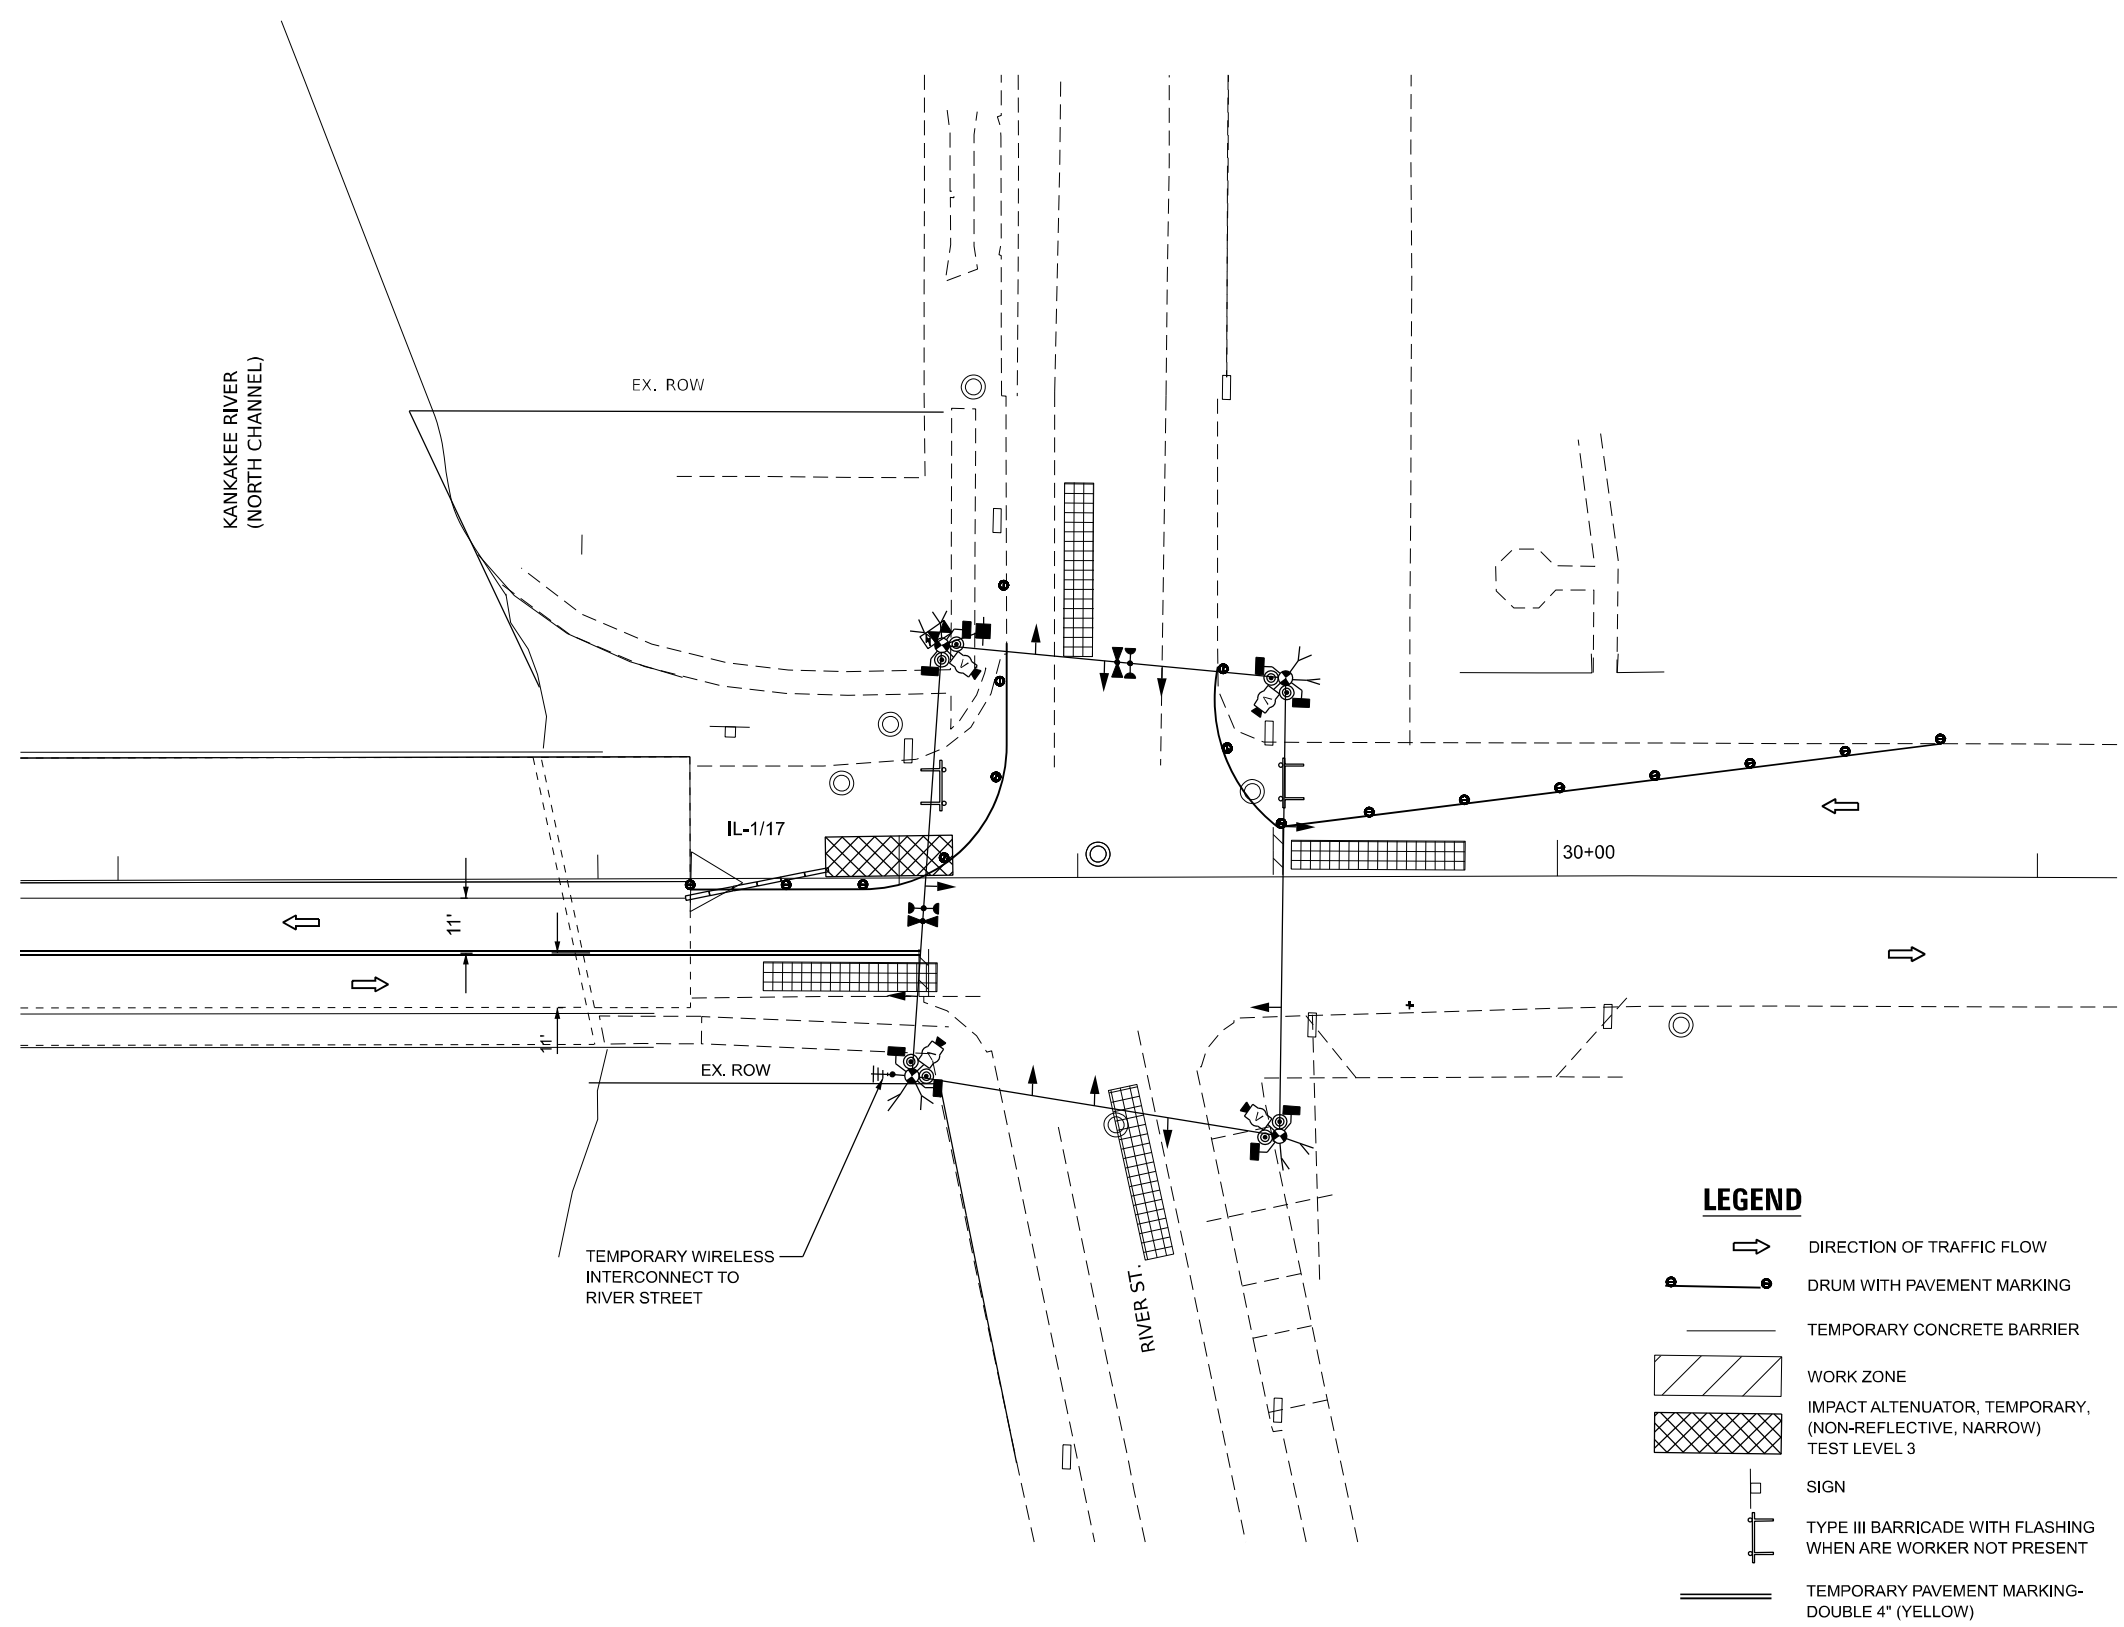 EX. ROW
KANKAKEE RIVER
(NORTH CHANNEL)
IL-1/17
30+00
11'
11'
EX. ROW
TEMPORARY WIRELESS
INTERCONNECT TO
RIVER STREET
RIVER ST.
LEGEND
DIRECTION OF TRAFFIC FLOW
DRUM WITH PAVEMENT MARKING
TEMPORARY CONCRETE BARRIER
WORK ZONE
IMPACT ALTENUATOR, TEMPORARY,
(NON-REFLECTIVE, NARROW)
TEST LEVEL 3
SIGN
TYPE III BARRICADE WITH FLASHING
WHEN ARE WORKER NOT PRESENT
TEMPORARY PAVEMENT MARKING-
DOUBLE 4" (YELLOW)
V
V
V
V